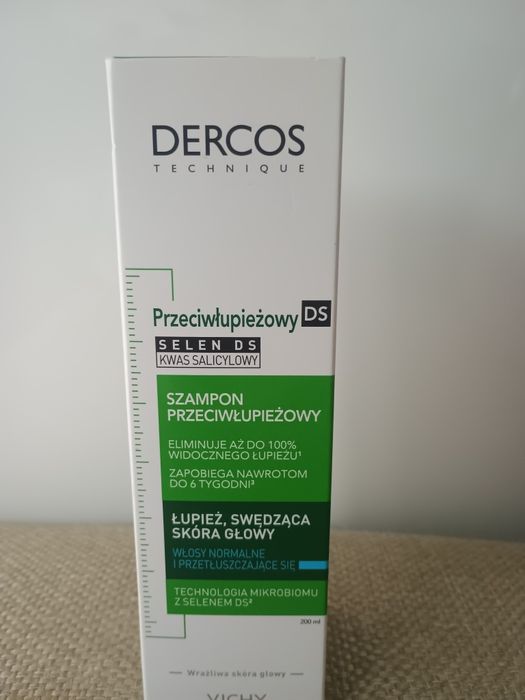 DERCOS
TECHNIQUE
Przeciwłupieżowy DS
SELEN DS
KWAS SALICYLOWY
SZAMPON
PRZECIWŁUPIEŻOWY
ELIMINUJE AŻ DO 100%
WIDOCZNEGO ŁUPIEŻU¹
ZAPOBIEGA NAWROTOM
DO 6 TYGODNI³
ŁUPIEŻ, SWĘDZĄCA
SKÓRA GŁOWY
WŁOSY NORMALNE
I PRZETŁUSZCZAJĄCE SIĘ
TECHNOLOGIA MIKROBIOMU
Z SELENEM DS²
200 ml
Wrażliwa skóra głowy
VICHY